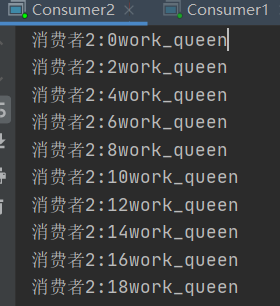 Consumer2 × Consumer1
消费者2:0work_queen
消费者2:2work_queen
消费者2:4work_queen
消费者2:6work_queen
消费者2:8work_queen
消费者2:10work_queen
消费者2:12work_queen
消费者2:14work_queen
消费者2:16work_queen
消费者2:18work_queen